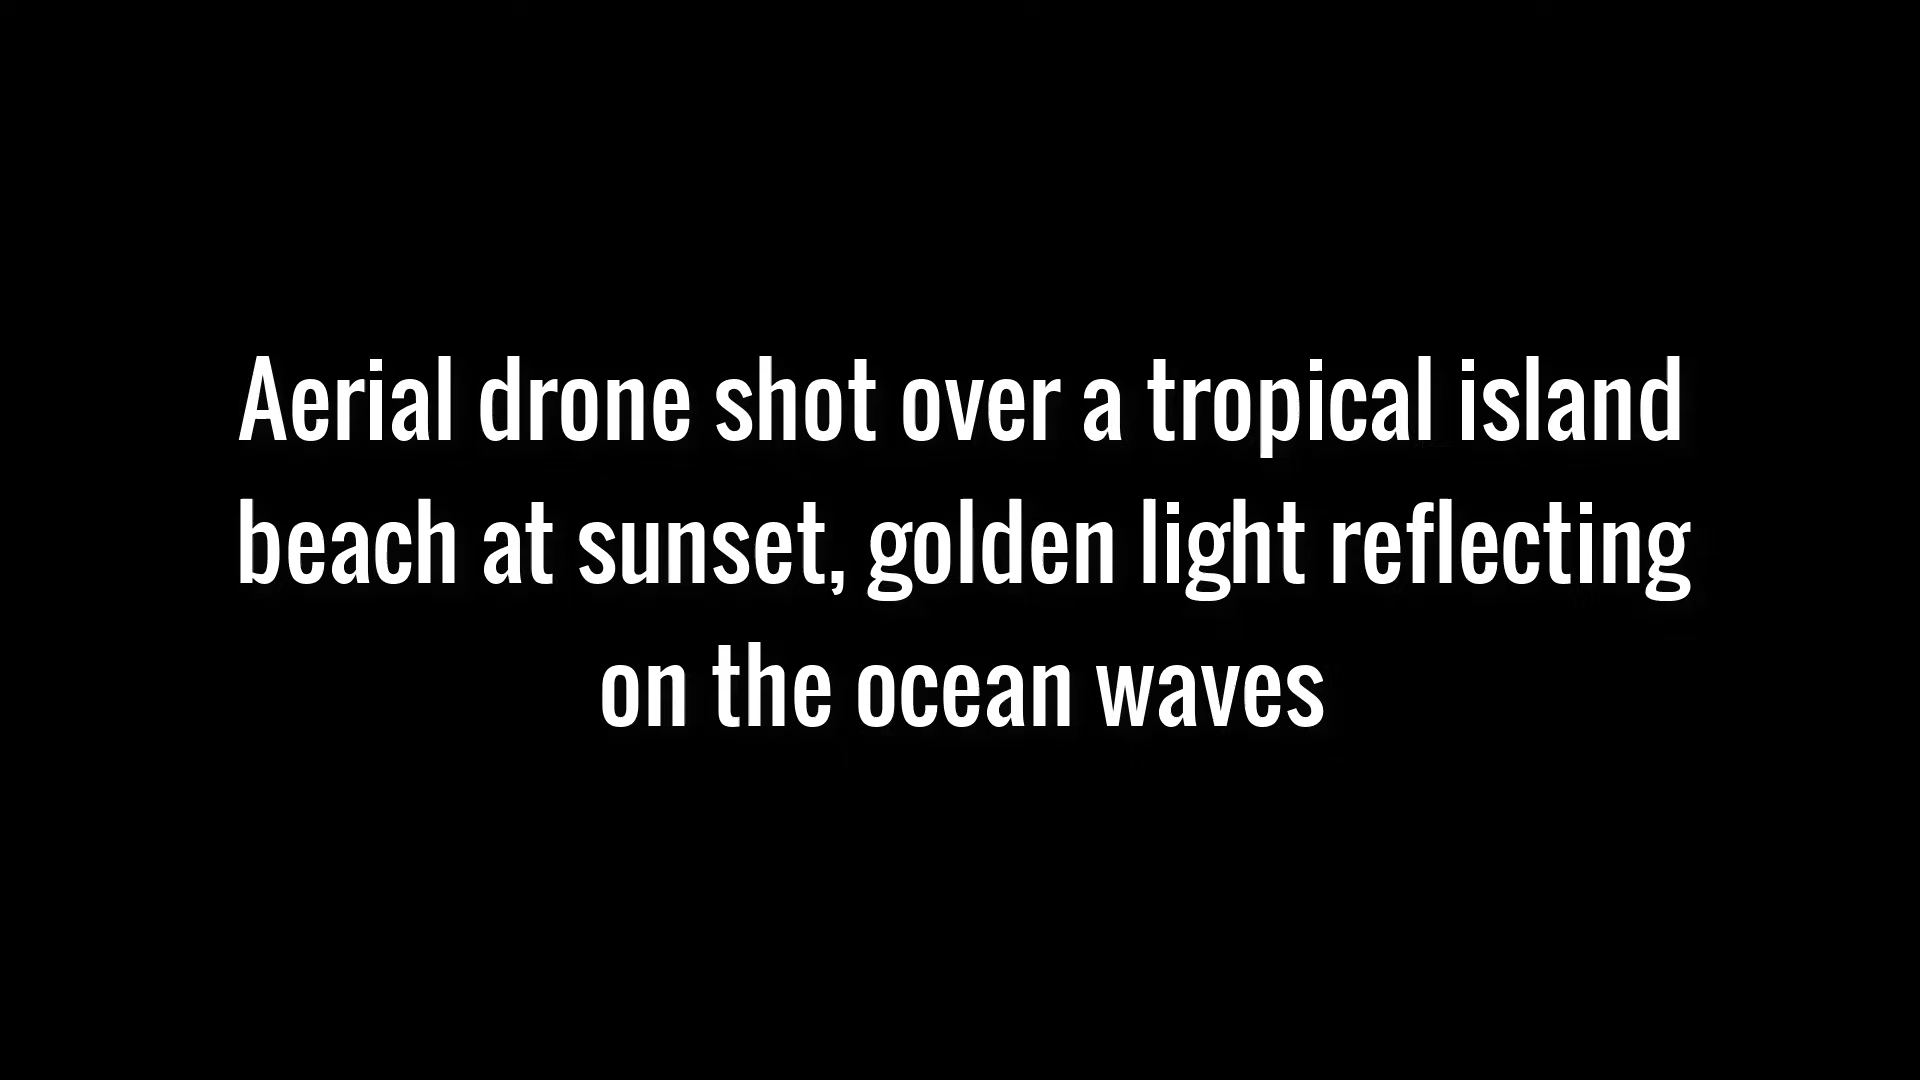 Aerial drone shot over a tropical island
beach at sunset, golden light reflecting
on the ocean waves